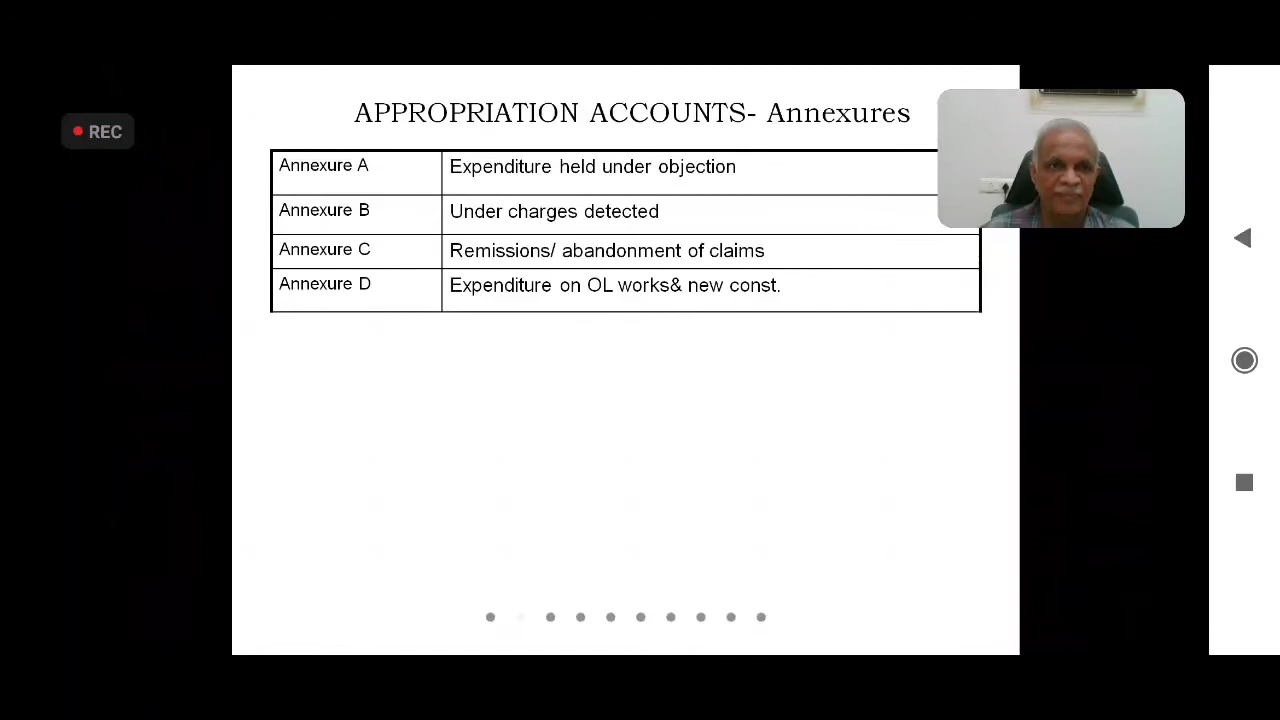 APPROPRIATION ACCOUNTS- Annexures
REC
Annexure A Expenditure held under objection
Annexure B Under charges detected
Annexure C Remissions/ abandonment of claims
Annexure D Expenditure on OL works& new const.